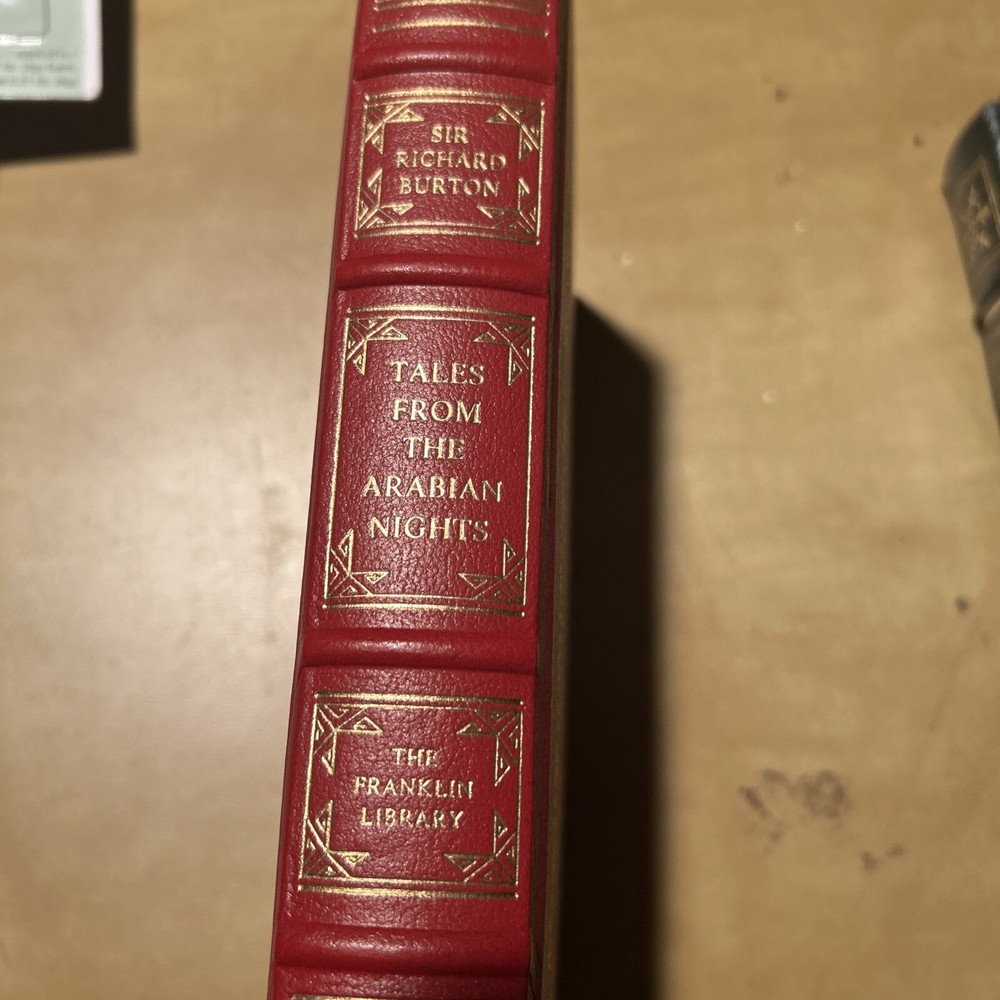 SIR
RICHARD
BURTON
TALES
FROM
THE
ARABIAN
NIGHTS
THE
FRANKLIN
LIBRARY